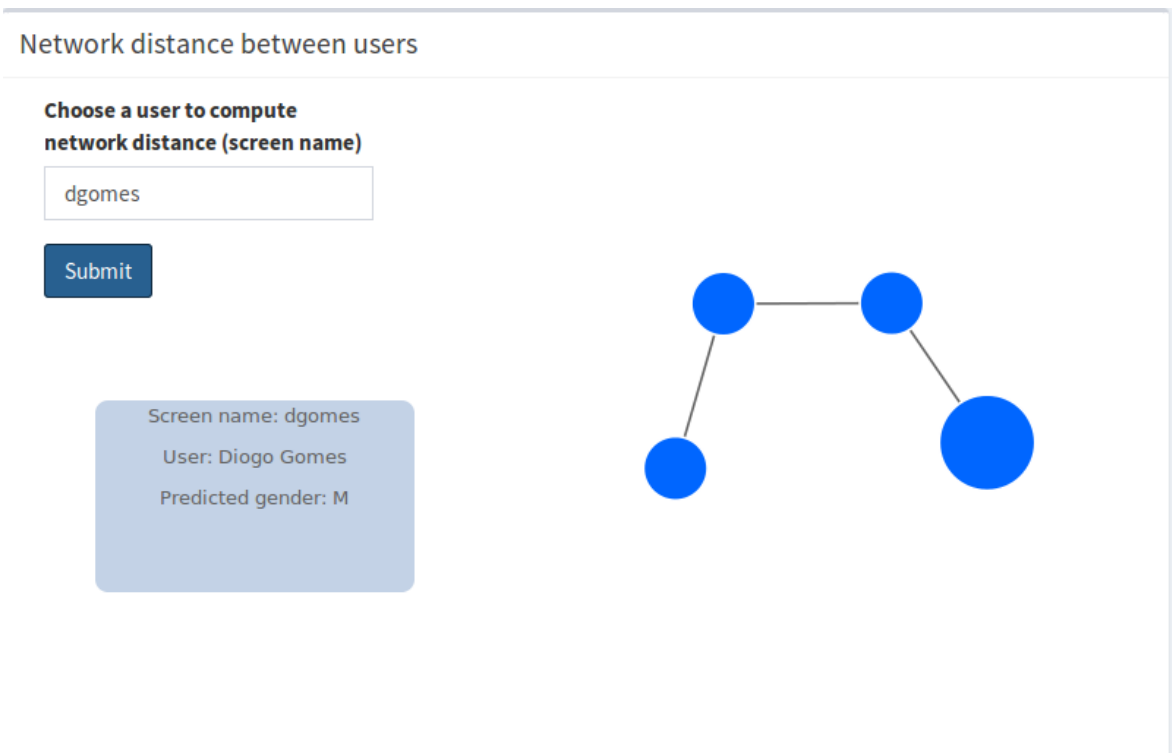 Network distance between users
Choose a user to compute
network distance (screen name)
dgomes
Submit
Screen name: dgomes
User: Diogo Gomes
Predicted gender: M